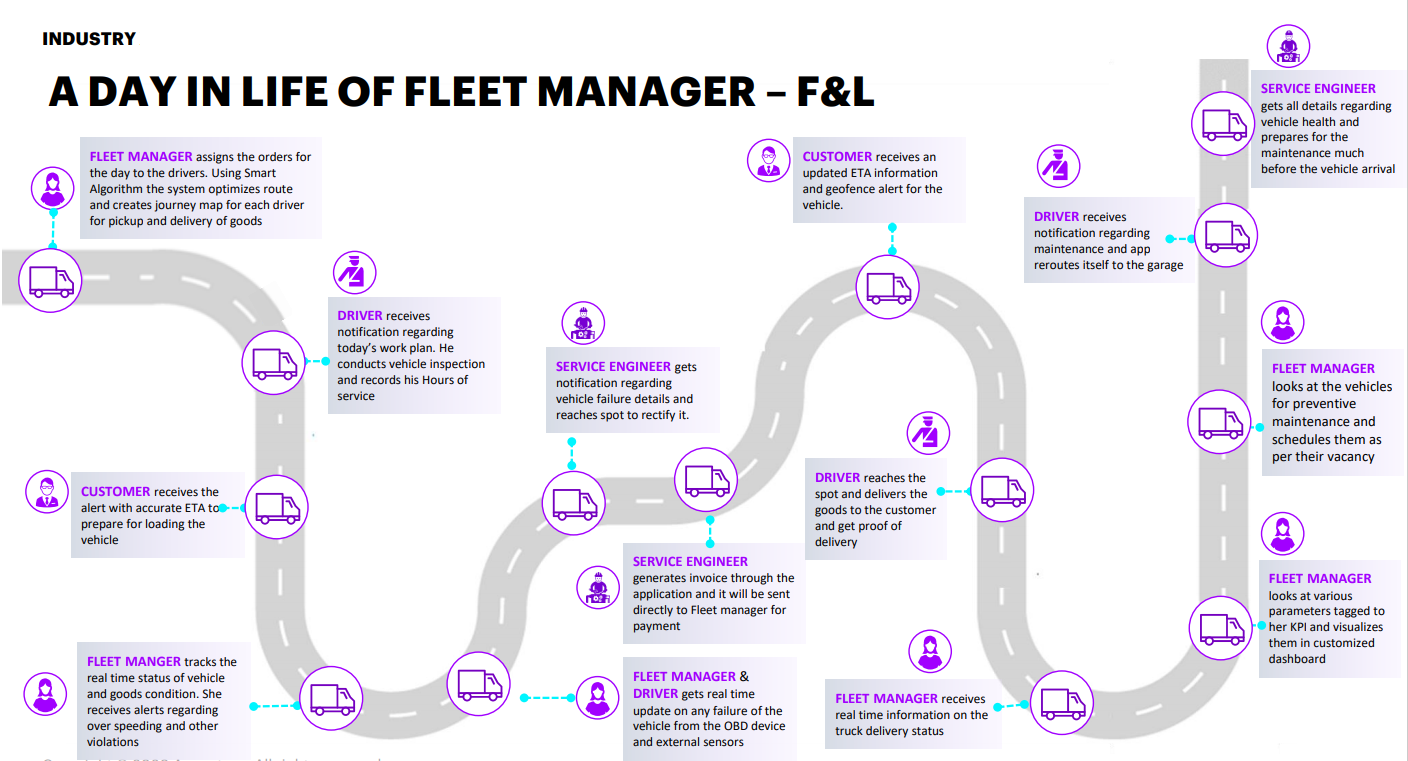 INDUSTRY
A DAY IN LIFE OF FLEET MANAGER – F&L
FLEET MANAGER assigns the orders for
the day to the drivers. Using Smart
Algorithm the system optimizes route
and creates journey map for each driver
for pickup and delivery of goods
DRIVER receives
notification regarding
today's work plan. He
conducts vehicle inspection
and records his Hours of
service
CUSTOMER receives the
alert with accurate ETA to
prepare for loading the
vehicle
FLEET MANGER tracks the
real time status of vehicle
and goods condition. She
receives alerts regarding
over speeding and other
violations
FLEET MANAGER &
DRIVER gets real time
update on any failure of the
vehicle from the OBD device
and external sensors
SERVICE ENGINEER gets
notification regarding
vehicle failure details and
reaches spot to rectify it.
SERVICE ENGINEER
generates invoice through the
application and it will be sent
directly to Fleet manager for
payment
CUSTOMER receives an
updated ETA information
and geofence alert for the
vehicle.
DRIVER reaches the
spot and delivers the
goods to the customer
and get proof of
delivery
FLEET MANAGER receives
real time information on the
truck delivery status
FLEET MANAGER
looks at various
parameters tagged to
her KPI and visualizes
them in customized
dashboard
FLEET MANAGER
looks at the vehicles
for preventive
maintenance and
schedules them as
per their vacancy
DRIVER receives
notification regarding
maintenance and app
reroutes itself to the garage
SERVICE ENGINEER
gets all details regarding
vehicle health and
prepares for the
maintenance much
before the vehicle arrival